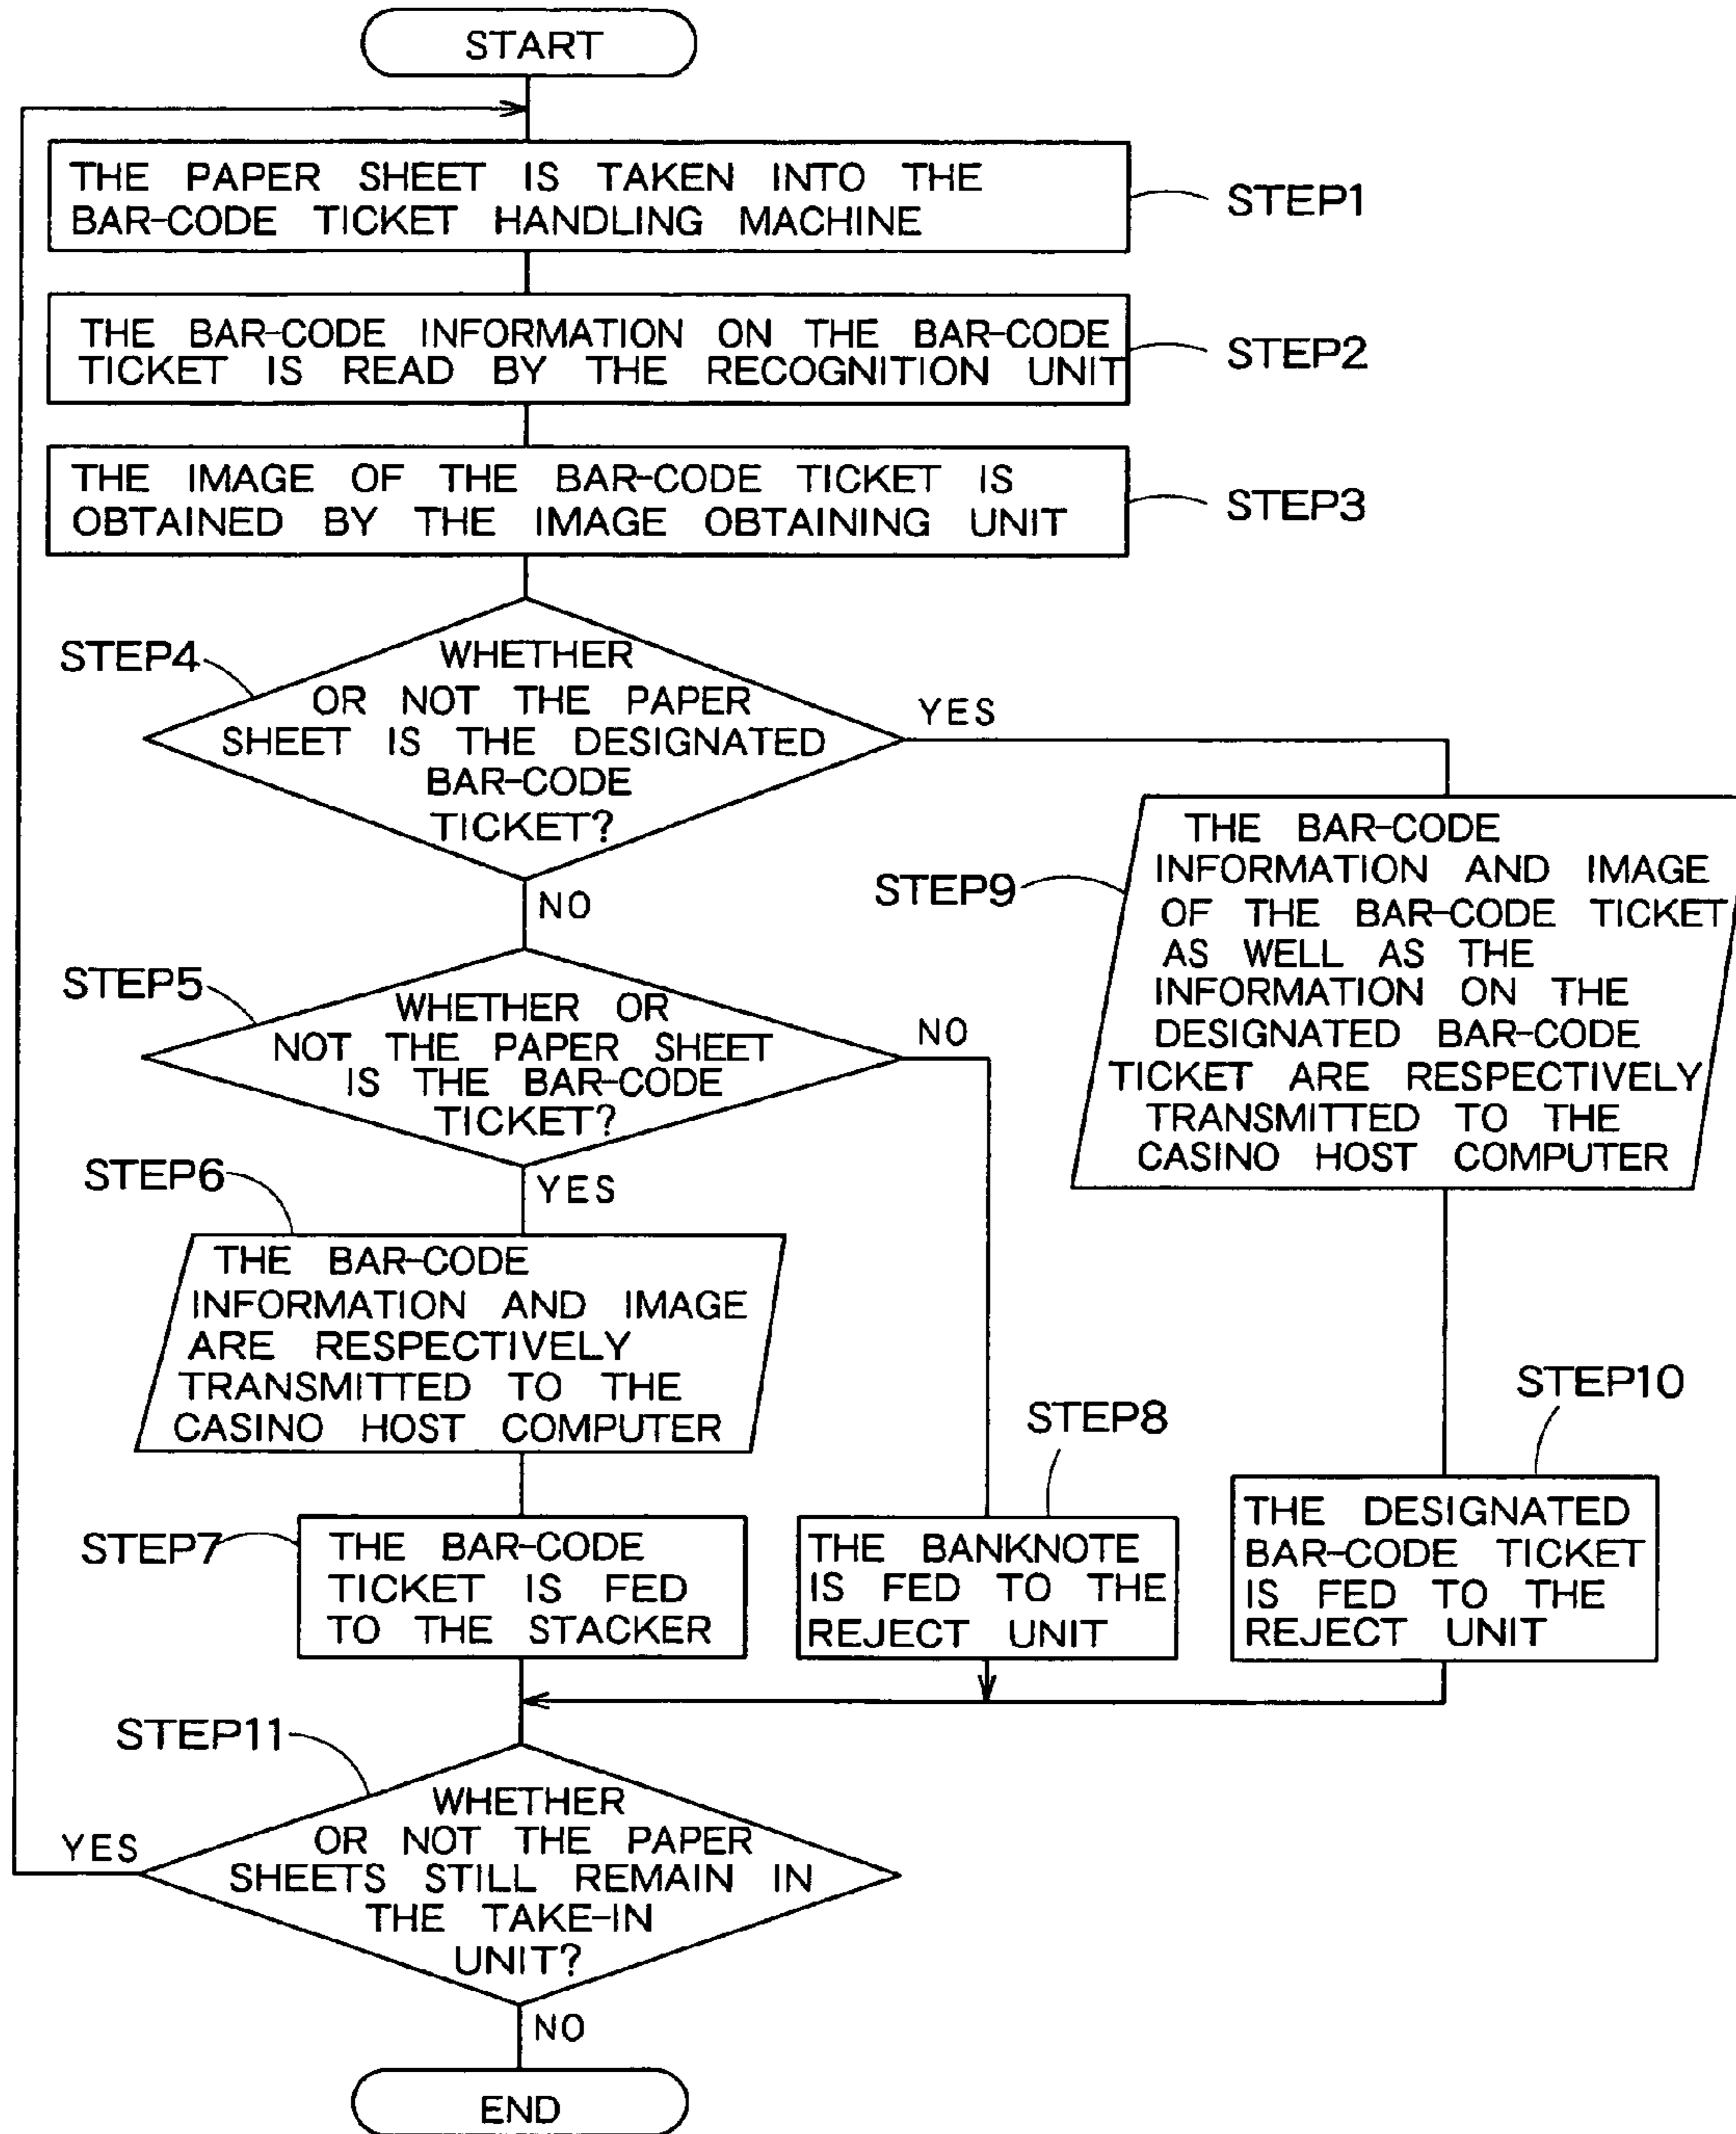 START
THE PAPER SHEET IS TAKEN INTO THE
BAR-CODE TICKET HANDLING MACHINE
STEP1
THE BAR-CODE INFORMATION ON THE BAR-CODE
TICKET IS READ BY THE RECOGNITION UNIT
STEP2
THE IMAGE OF THE BAR-CODE TICKET IS
OBTAINED BY THE IMAGE OBTAINING UNIT
STEP3
STEP4
WHETHER
OR NOT THE PAPER
SHEET IS THE DESIGNATED
BAR-CODE
TICKET?
YES
NO
STEP9
THE BAR-CODE
INFORMATION AND IMAGE
OF THE BAR-CODE TICKET
AS WELL AS THE
INFORMATION ON THE
DESIGNATED BAR-CODE
TICKET ARE RESPECTIVELY
TRANSMITTED TO THE
CASINO HOST COMPUTER
STEP5
WHETHER OR
NOT THE PAPER SHEET
IS THE BAR-CODE
TICKET?
NO
YES
STEP6
THE BAR-CODE
INFORMATION AND IMAGE
ARE RESPECTIVELY
TRANSMITTED TO THE
CASINO HOST COMPUTER
STEP7
THE BAR-CODE
TICKET IS FED
TO THE STACKER
STEP8
THE BANKNOTE
IS FED TO THE
REJECT UNIT
STEP10
THE DESIGNATED
BAR-CODE TICKET
IS FED TO THE
REJECT UNIT
STEP11
WHETHER
OR NOT THE PAPER
SHEETS STILL REMAIN IN
THE TAKE-IN
UNIT?
YES
NO
END